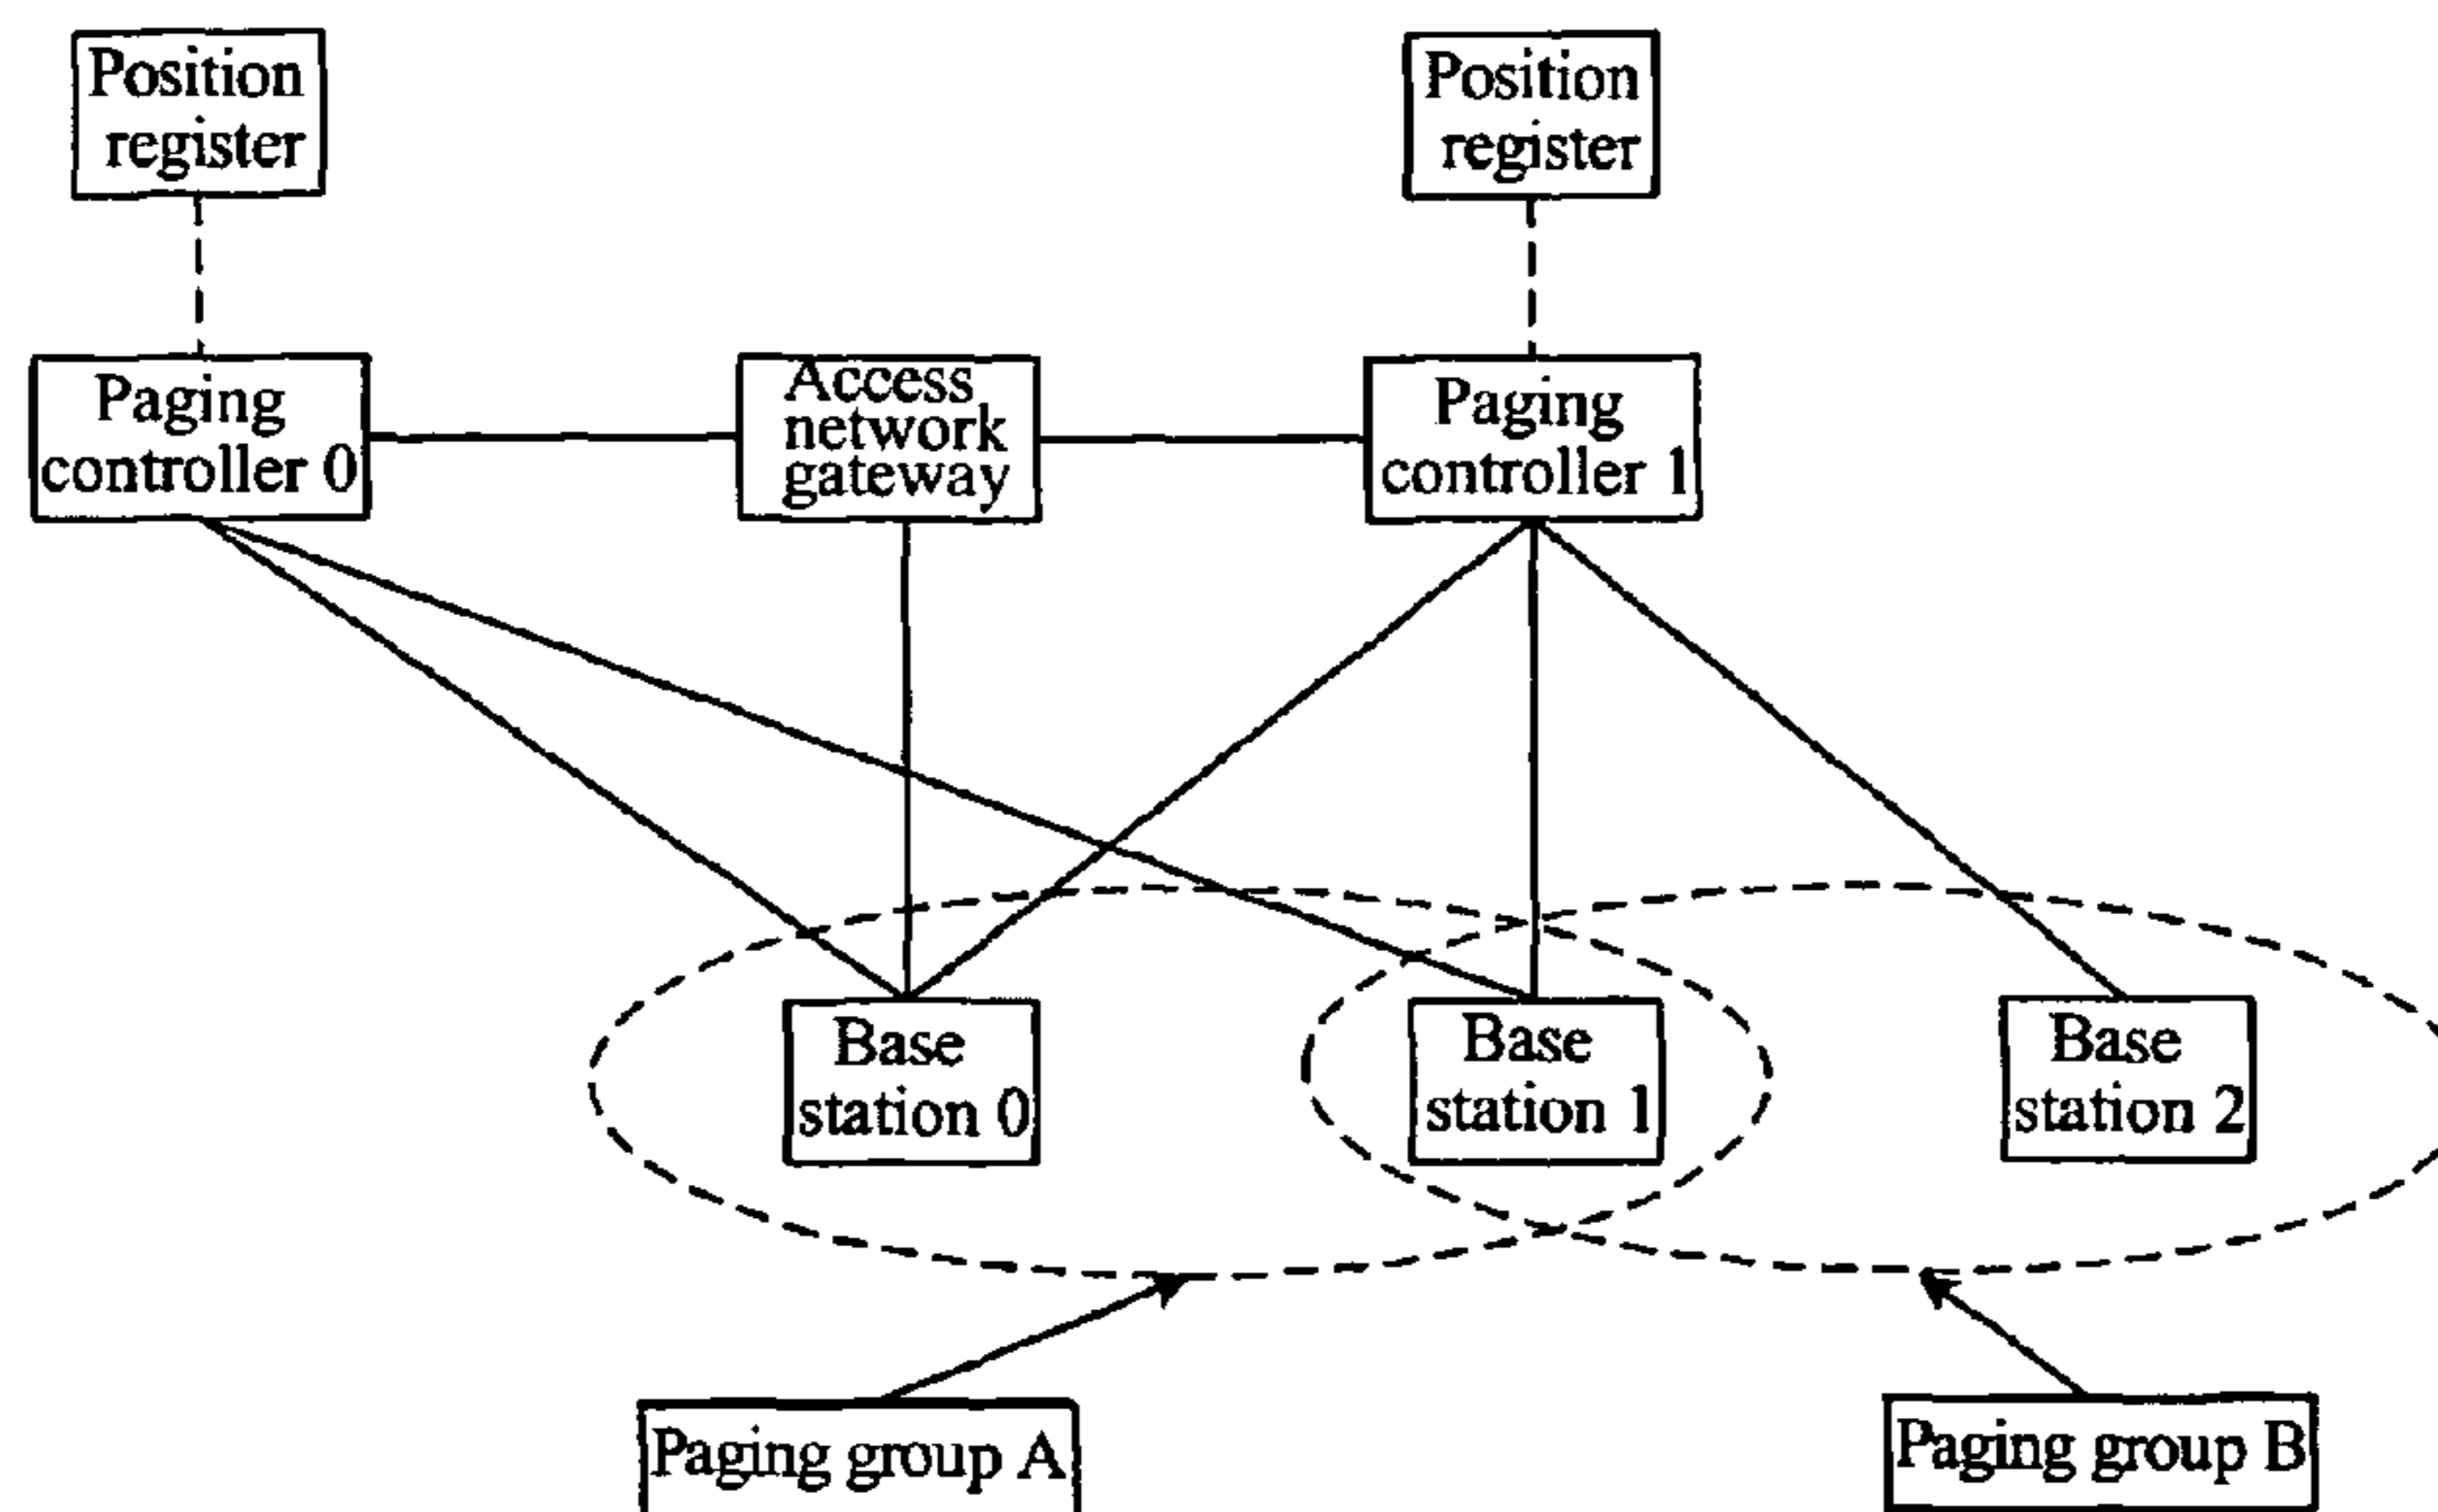 Position
register
Position
register
Paging
controller 0
Access
network
gateway
Paging
controller 1
Base
station 0
Base
station 1
Base
station 2
Paging group A
Paging group B